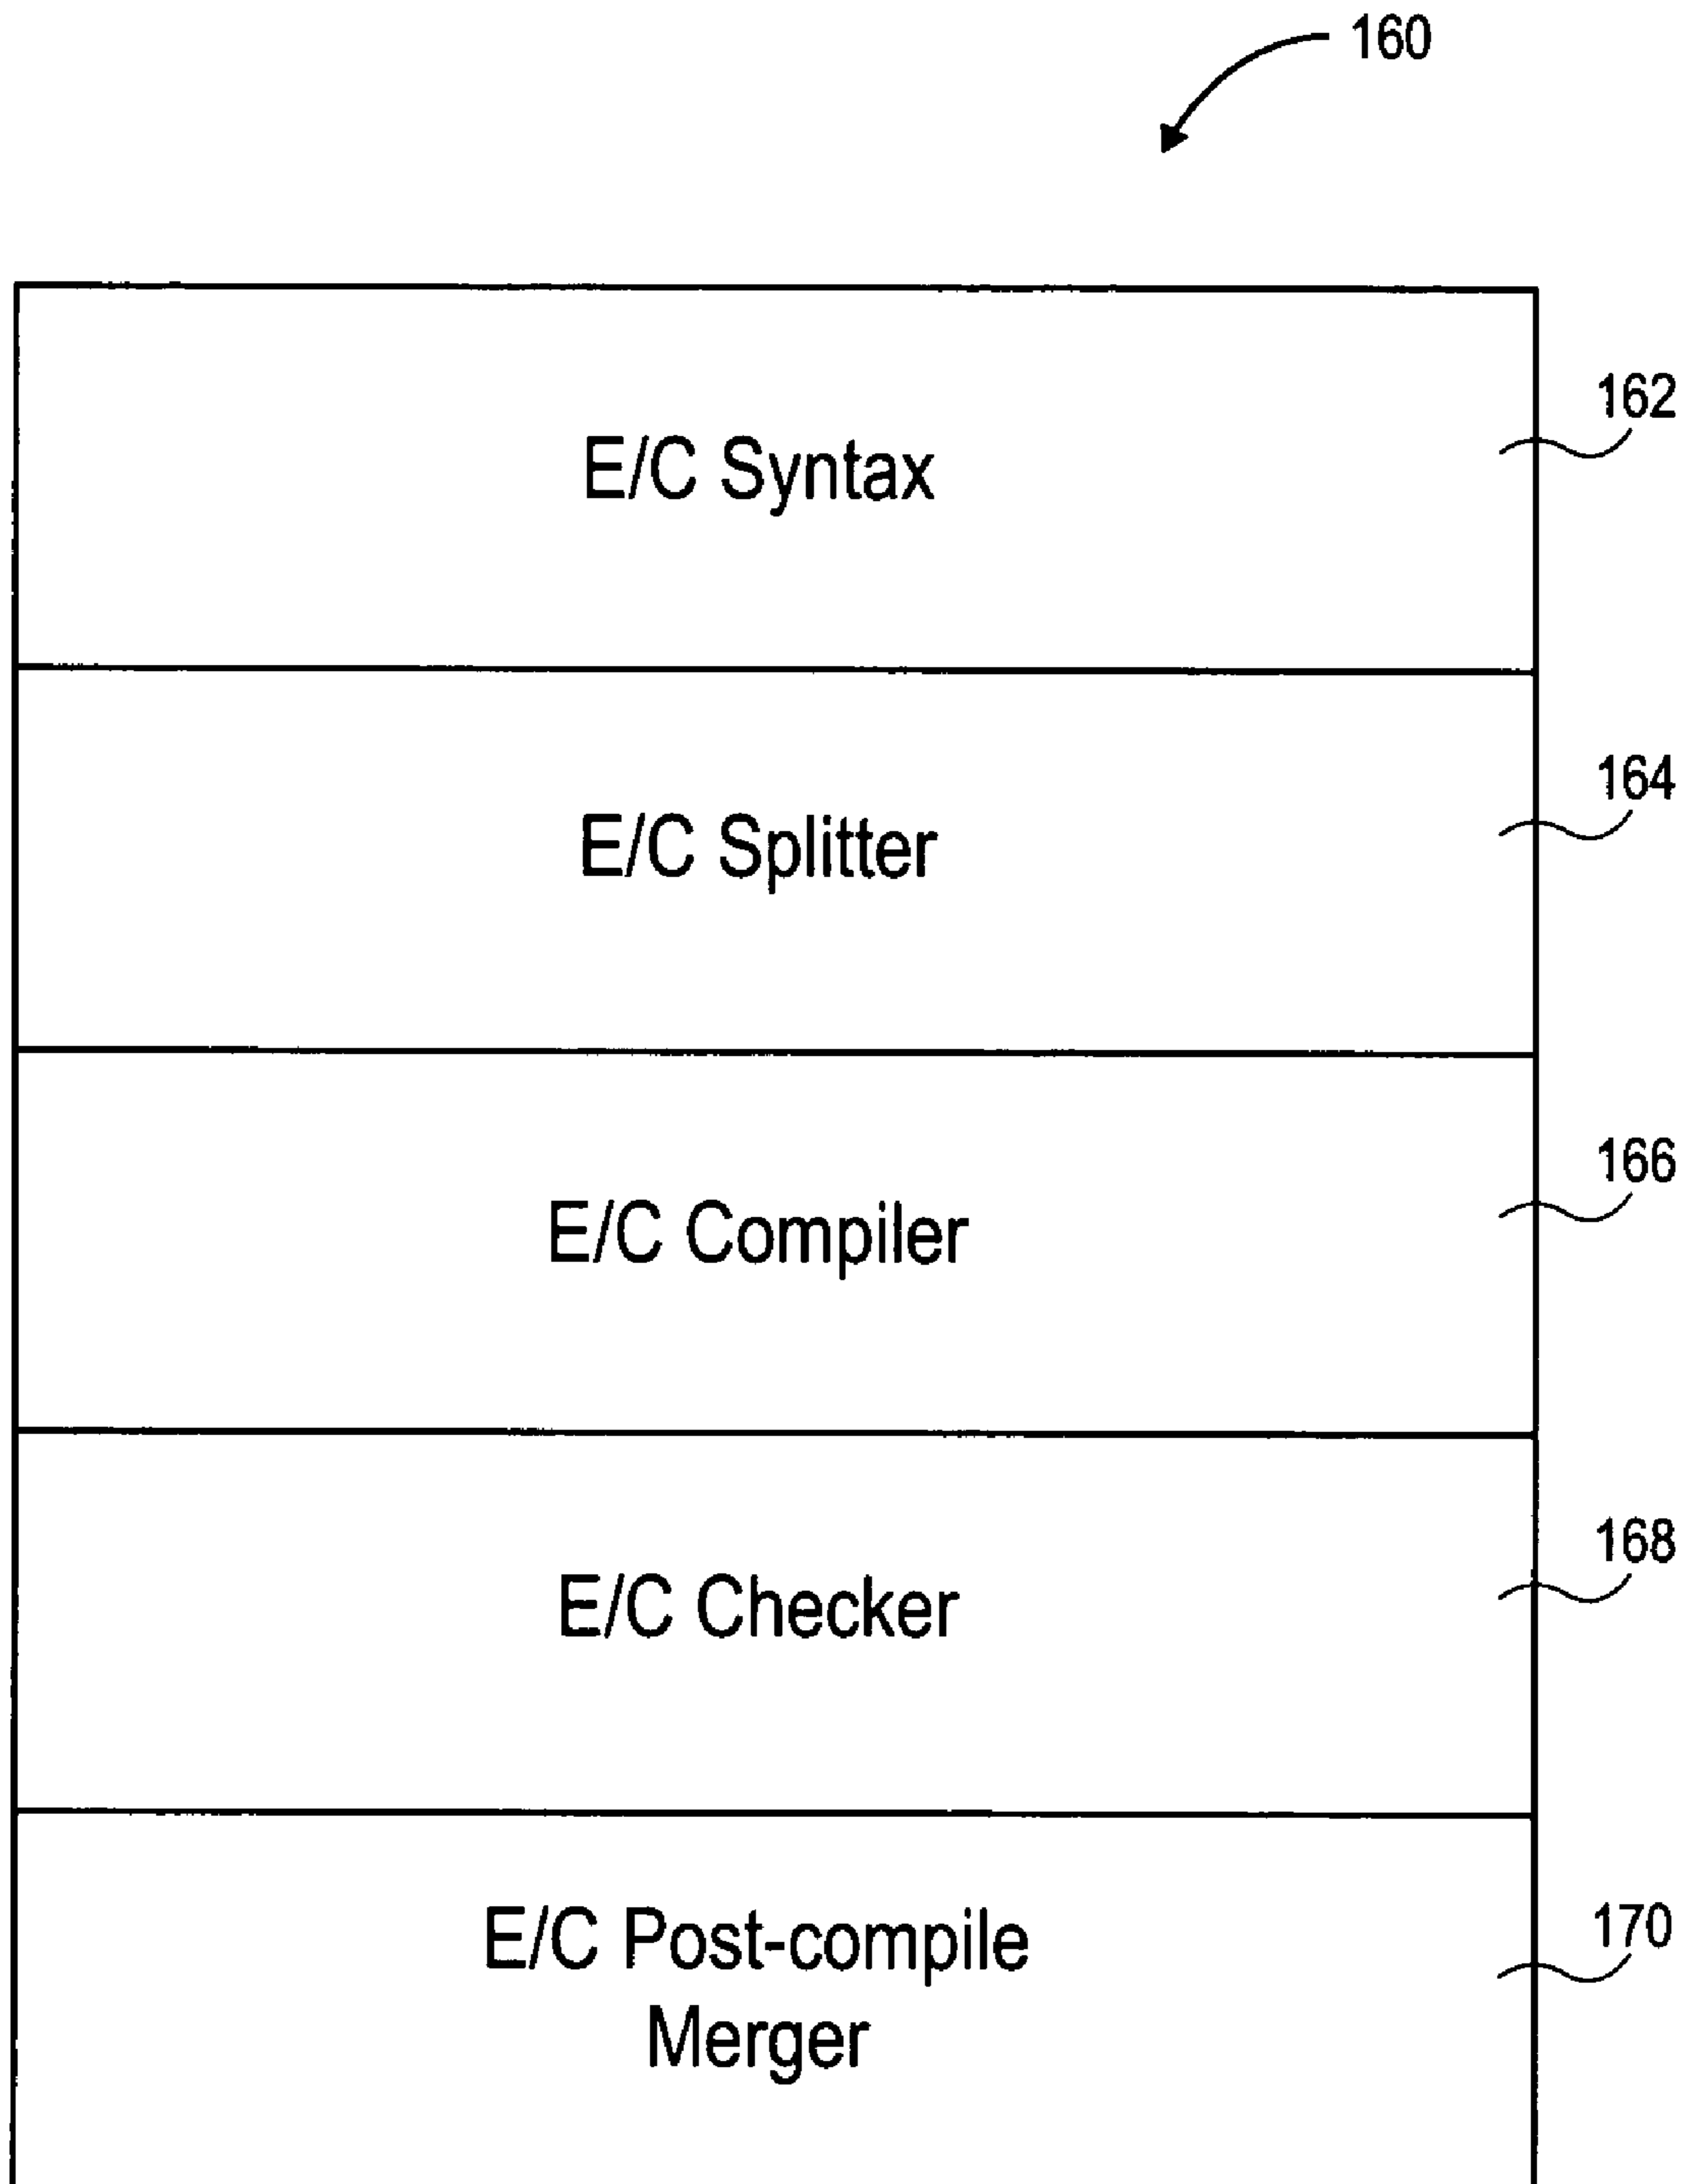 160
E/C Syntax
162
E/C Splitter
164
E/C Compiler
166
E/C Checker
168
E/C Post-compile
Merger
170